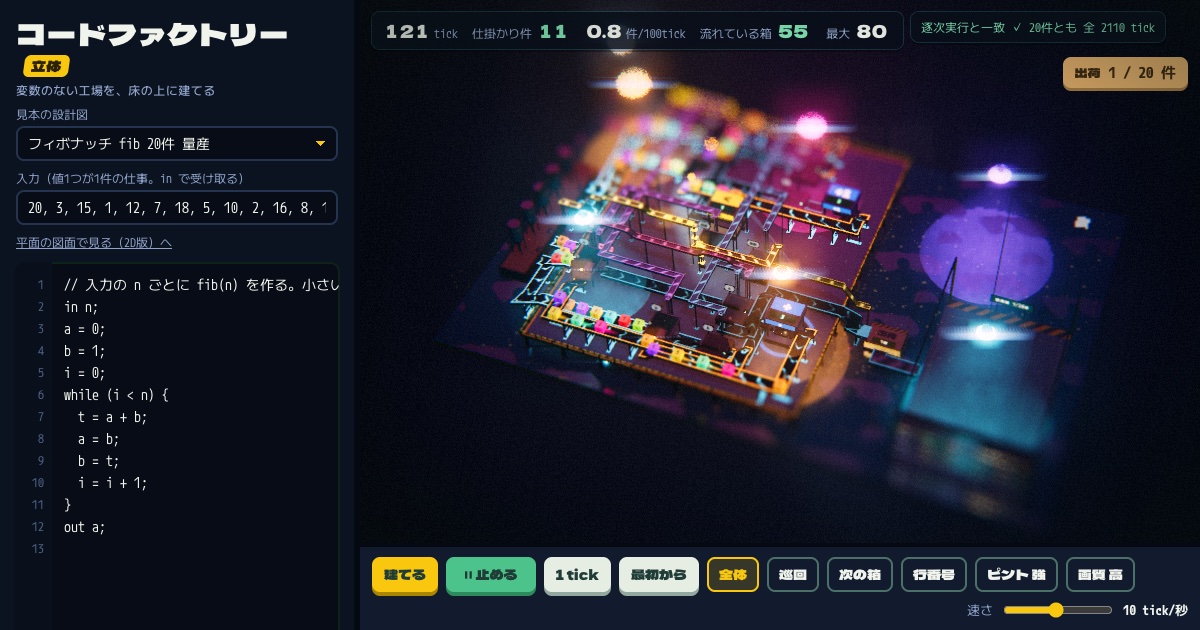 コードファクトリー
立体
変数のない工場を、床の上に建てる
見本の設計図
フィボナッチ fib 20件 量産
入力（値1つが1件の仕事。in で受け取る）
20, 3, 15, 1, 12, 7, 18, 5, 10, 2, 16, 8,
平面の図面で見る（2D版）へ
1 // 入力の n ごとに fib(n) を作る。小さい
2 in n;
3 a = 0;
4 b = 1;
5 i = 0;
6 while (i < n) {
7 t = a + b;
8 a = b;
9 b = t;
10 i = i + 1;
11 }
12 out a;
13
121 tick 仕掛かり件 11 0.8 件/100tick 流れている箱 55 最大 80
逐次実行と一致 ✓ 20件とも 全 2110 tick
出荷 1 / 20 件
建てる
止める
1 tick
最初から
全体
巡回
次の箱
行番号
ピント 強
画質 高
速さ 10 tick/秒